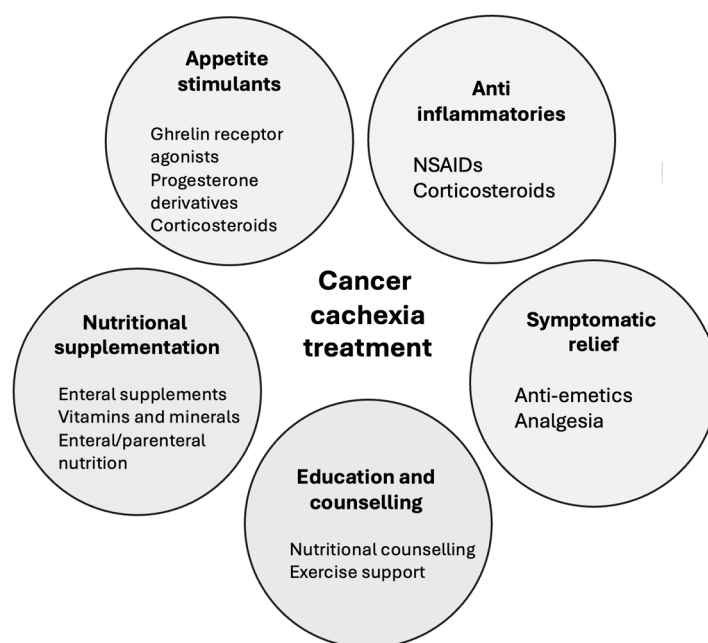 Appetite
stimulants
Ghrelin receptor
agonists
Progesterone
derivatives
Corticosteroids
Anti
inflammatories
NSAIDs
Corticosteroids
Cancer
cachexia
treatment
Nutritional
supplementation
Enteral supplements
Vitamins and minerals
Enteral/parenteral
nutrition
Symptomatic
relief
Anti-emetics
Analgesia
Education and
counselling
Nutritional counselling
Exercise support